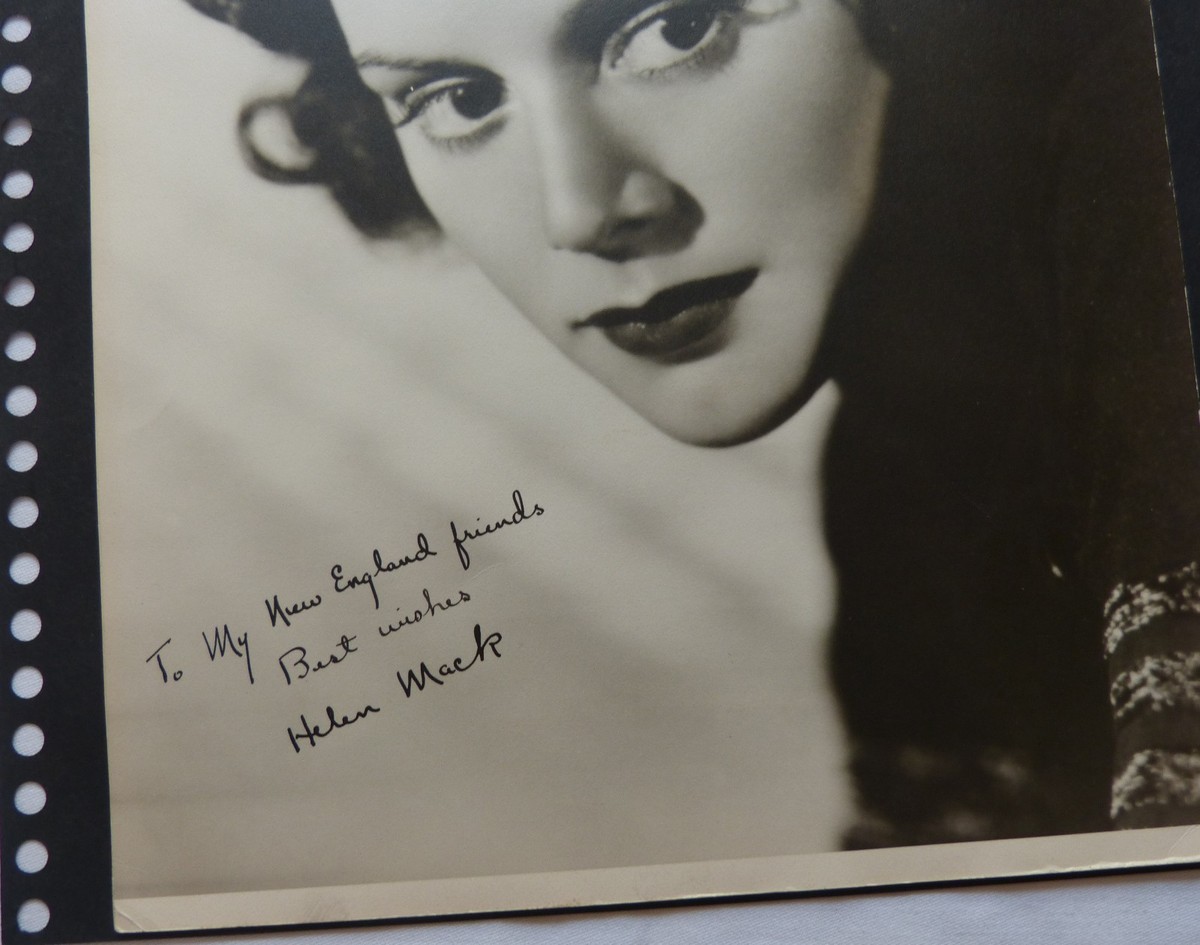 To My New England friends
Best wishes
Helen Mack